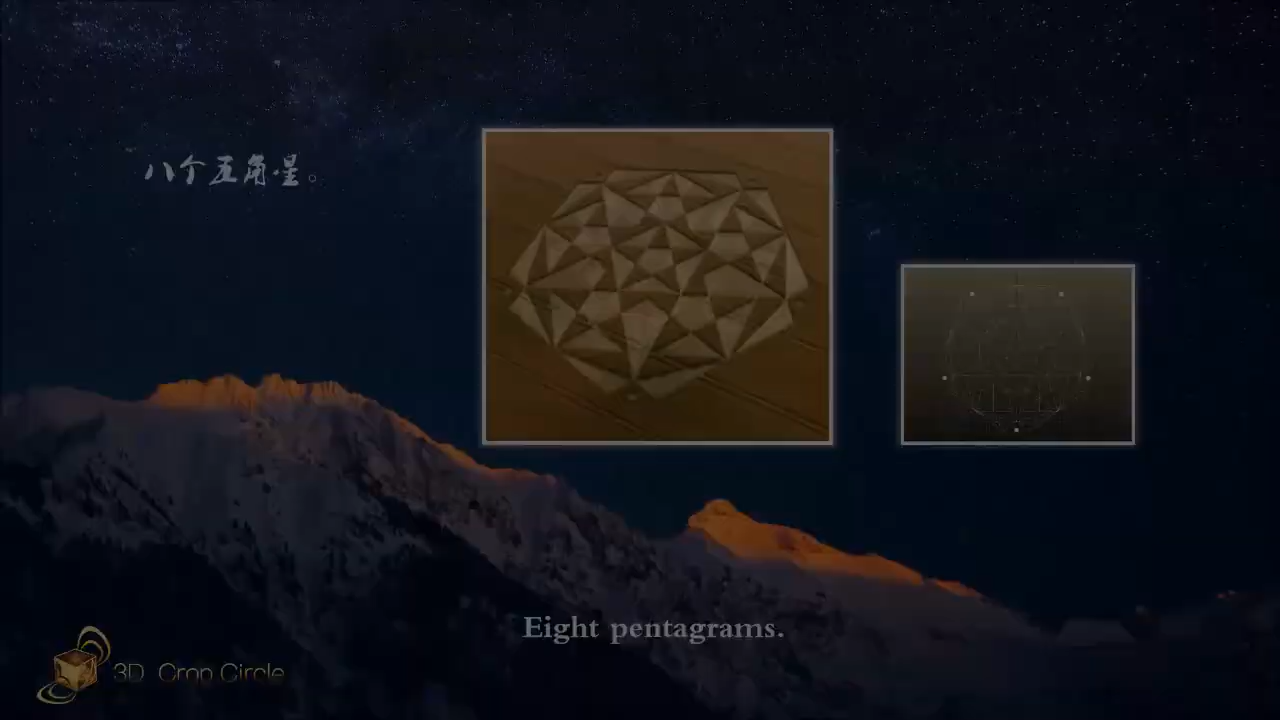 八个五角星。
Eight pentagrams.
3D Crop Circle